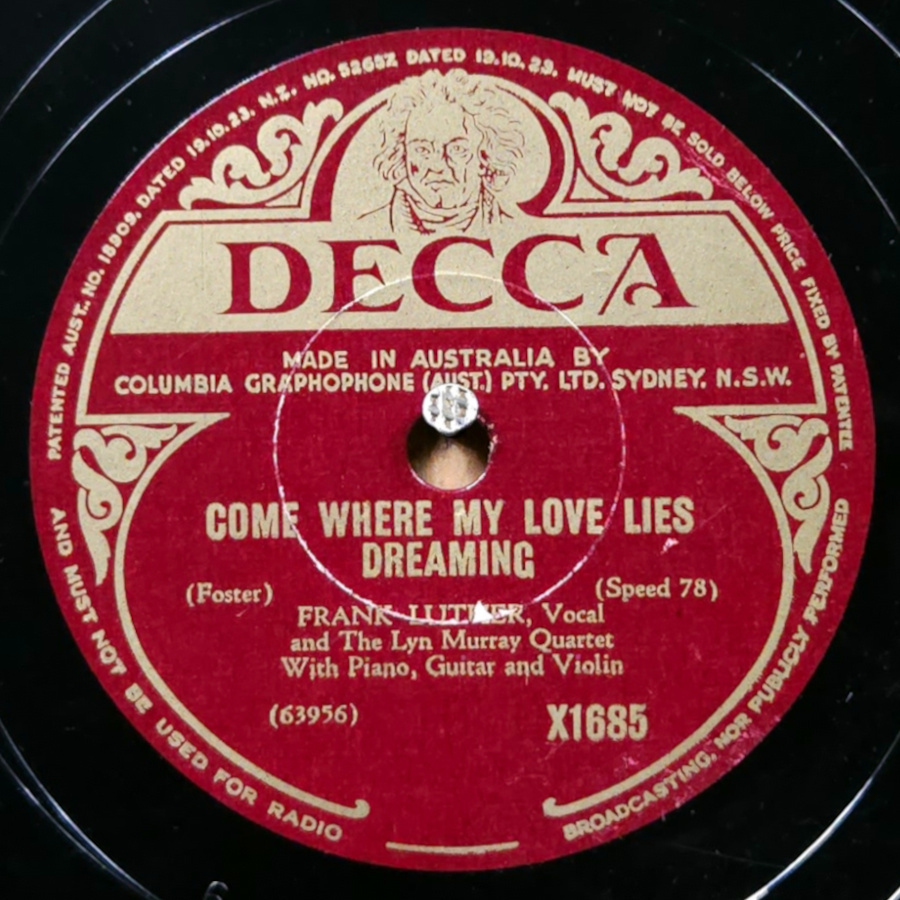 PATENTED AUST. NO. 18909, DATED 19.10.23. N.Z. NO. 52652 DATED 19.10.23. MUST NOT BE SOLD BELOW PRICE FIXED BY PATENTEE
DECCA
MADE IN AUSTRALIA BY
COLUMBIA GRAPHOPHONE (AUST.) PTY. LTD. SYDNEY. N.S.W.
COME WHERE MY LOVE LIES
DREAMING
(Foster) (Speed 78)
FRANK LUTHER, Vocal
and The Lyn Murray Quartet
With Piano, Guitar and Violin
(63956) X1685
AND MUST NOT BE USED FOR RADIO BROADCASTING, NOR PUBLICLY PERFORMED